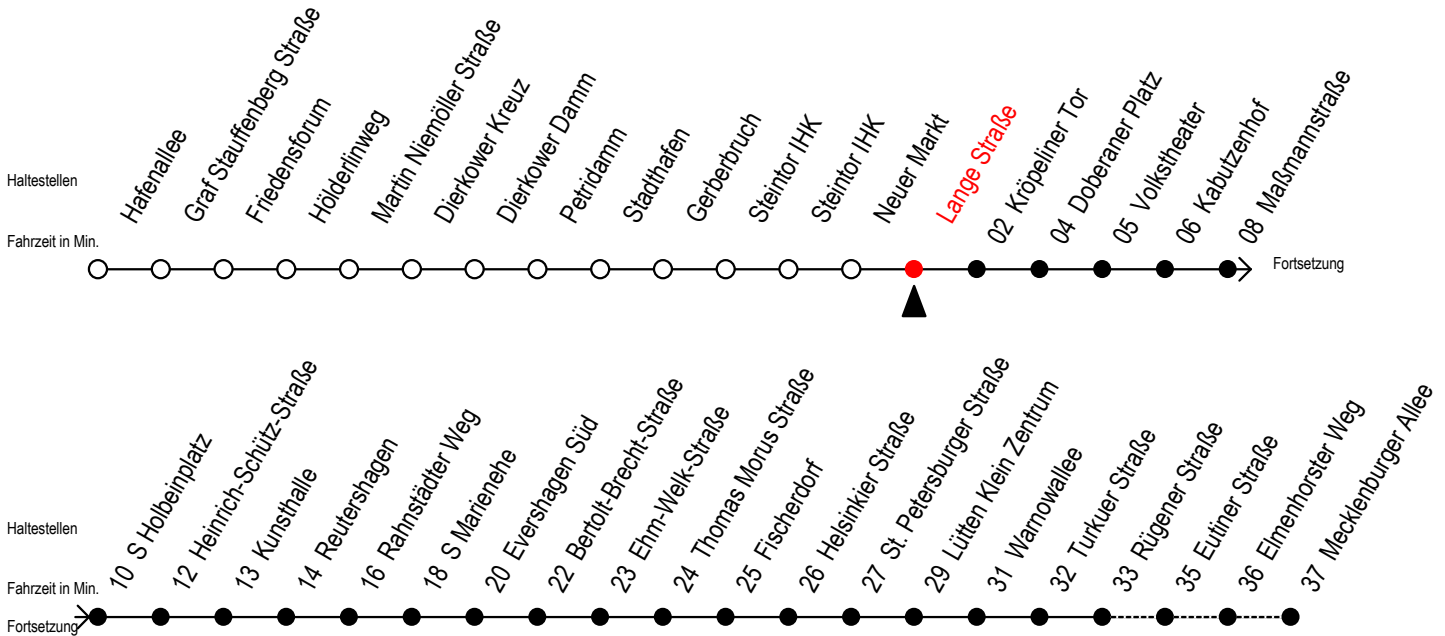 Haltestellen
Fahrzeit in Min.
Hafenallee
Graf Stauffenberg Straße
Friedensforum
Hölderlinweg
Martin Niemöller Straße
Dierkower Kreuz
Dierkower Damm
Petridamm
Stadthafen
Gerberbruch
Steintor IHK
Steintor IHK
Neuer Markt
Lange Straße
02 Kröpeliner Tor
04 Doberaner Platz
05 Volkstheater
06 Kabutzenhof
08 Maßmannstraße
Fortsetzung
Haltestellen
Fahrzeit in Min.
Fortsetzung
10 S Holbeinplatz
12 Heinrich-Schütz-Straße
13 Kunsthalle
14 Reutershagen
16 Rahnstädter Weg
18 S Marienehe
20 Evershagen Süd
22 Bertolt-Brecht-Straße
23 Ehm-Welk-Straße
24 Thomas Morus Straße
25 Fischerdorf
26 Helsinkier Straße
27 St. Petersburger Straße
29 Lütten Klein Zentrum
31 Warnowallee
32 Turkuer Straße
33 Rügener Straße
35 Eutiner Straße
36 Elmenhorster Weg
37 Mecklenburger Allee